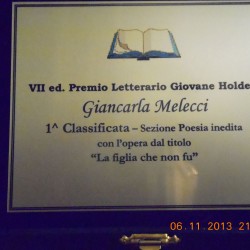 VII ed. Premio Letterario Giovane Holde
Giancarla Melecci
1^ Classificata – Sezione Poesia inedita
con l'opera dal titolo
"La figlia che non fu"
06.11.2013 21